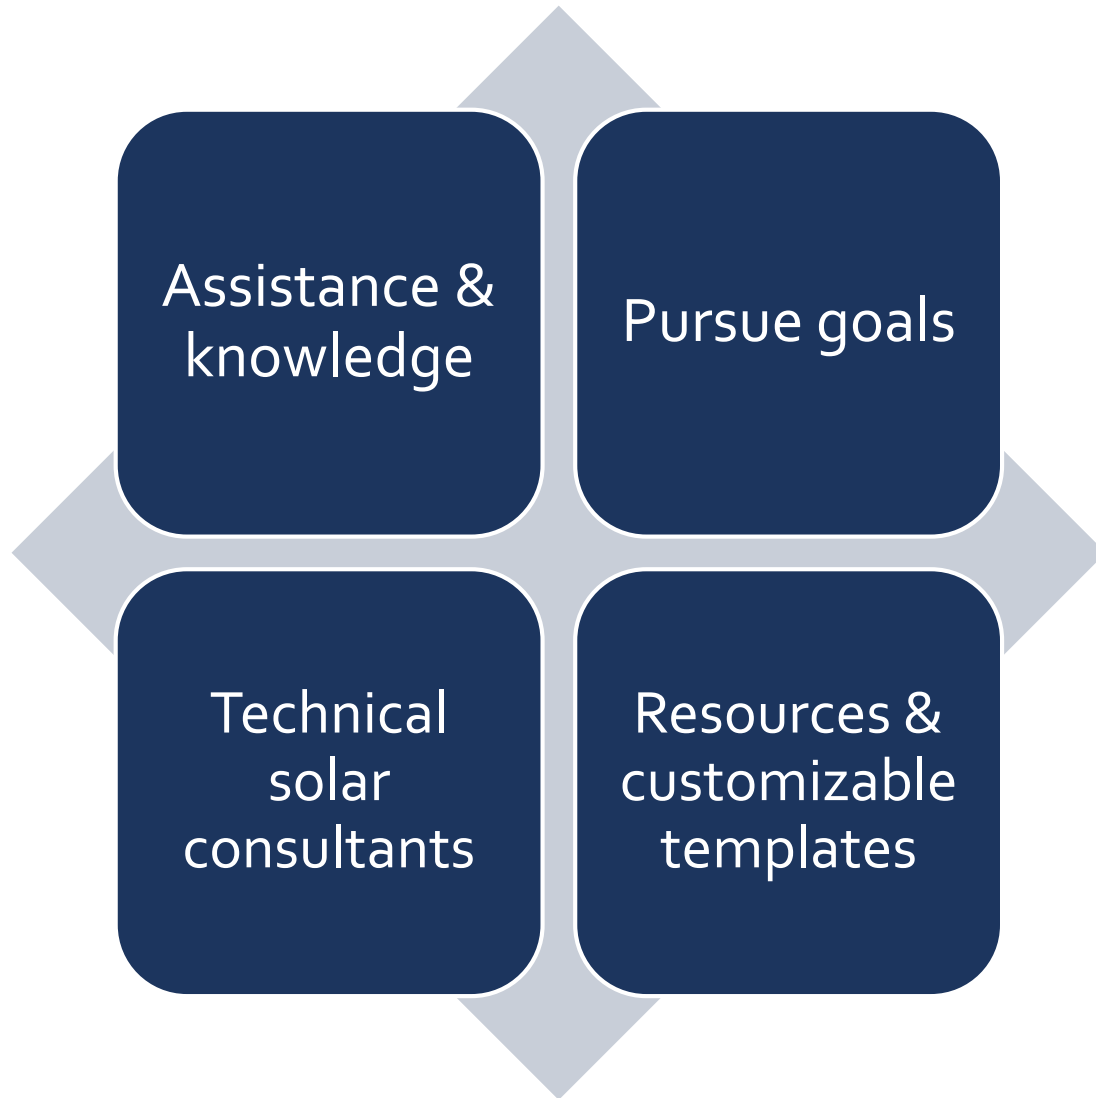 Assistance &
knowledge
Pursue goals
Technical
solar
consultants
Resources &
customizable
templates